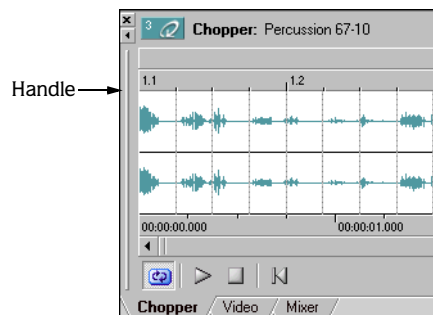 3 Chopper: Percussion 67-10
1.1 1.2
Handle
00:00:00.000 00:00:01.000
Chopper Video Mixer